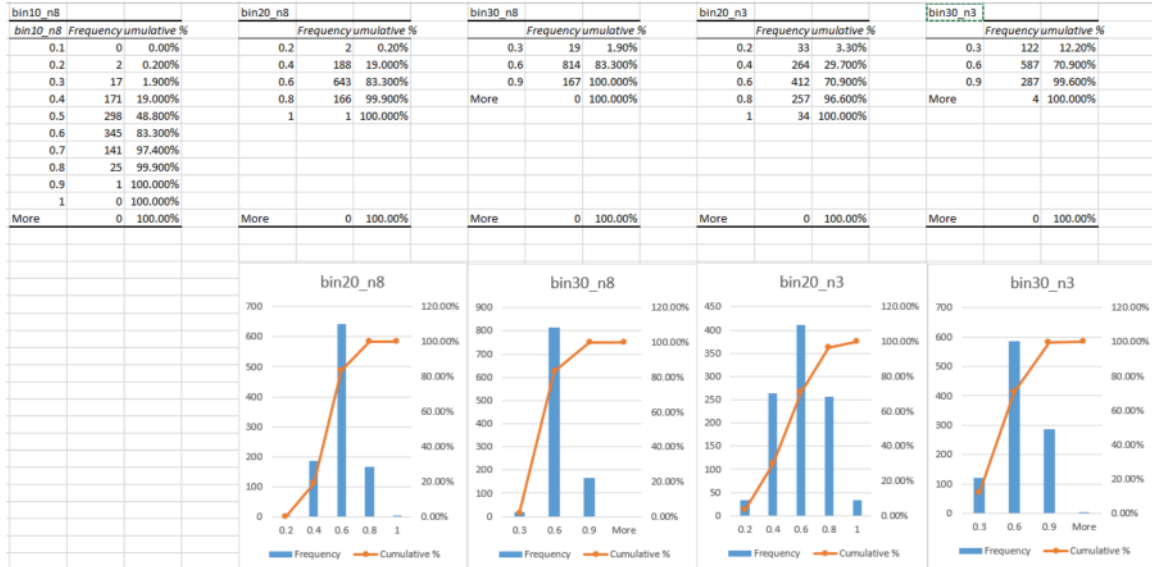 bin10_n8 bin20_n8 bin30_n8 bin20_n3 bin30_n3
bin10_n8 Frequency umulative % Frequency umulative % Frequency umulative % Frequency umulative % Frequency umulative %
0.1 0 0.00% 0.2 2 0.20% 0.3 19 1.90% 0.2 33 3.30% 0.3 122 12.20%
0.2 2 0.200% 0.4 188 19.000% 0.6 814 83.300% 0.4 264 29.700% 0.6 587 70.900%
0.3 17 1.900% 0.6 643 83.300% 0.9 167 100.000% 0.6 412 70.900% 0.9 287 99.600%
0.4 171 19.000% 0.8 166 99.900% More 0 100.000% 0.8 257 96.600% More 4 100.000%
0.5 298 48.800% 1 1 100.000% 1 34 100.000%
0.6 345 83.300%
0.7 141 97.400%
0.8 25 99.900%
0.9 1 100.000%
1 0 100.000%
More 0 100.00% More 0 100.00% More 0 100.00% More 0 100.00% More 0 100.00%
bin20_n8
700
600
500
400
300
200
100
0
120.00%
100.00%
80.00%
60.00%
40.00%
20.00%
0.00%
0.2 0.4 0.6 0.8 1
Frequency Cumulative %
bin30_n8
900
800
700
600
500
400
300
200
100
0
120.00%
100.00%
80.00%
60.00%
40.00%
20.00%
0.00%
0.3 0.6 0.9 More
Frequency Cumulative %
bin20_n3
450
400
350
300
250
200
150
100
50
0
120.00%
100.00%
80.00%
60.00%
40.00%
20.00%
0.00%
0.2 0.4 0.6 0.8 1
Frequency Cumulative %
bin30_n3
700
600
500
400
300
200
100
0
120.00%
100.00%
80.00%
60.00%
40.00%
20.00%
0.00%
0.3 0.6 0.9 More
Frequency Cumulative %